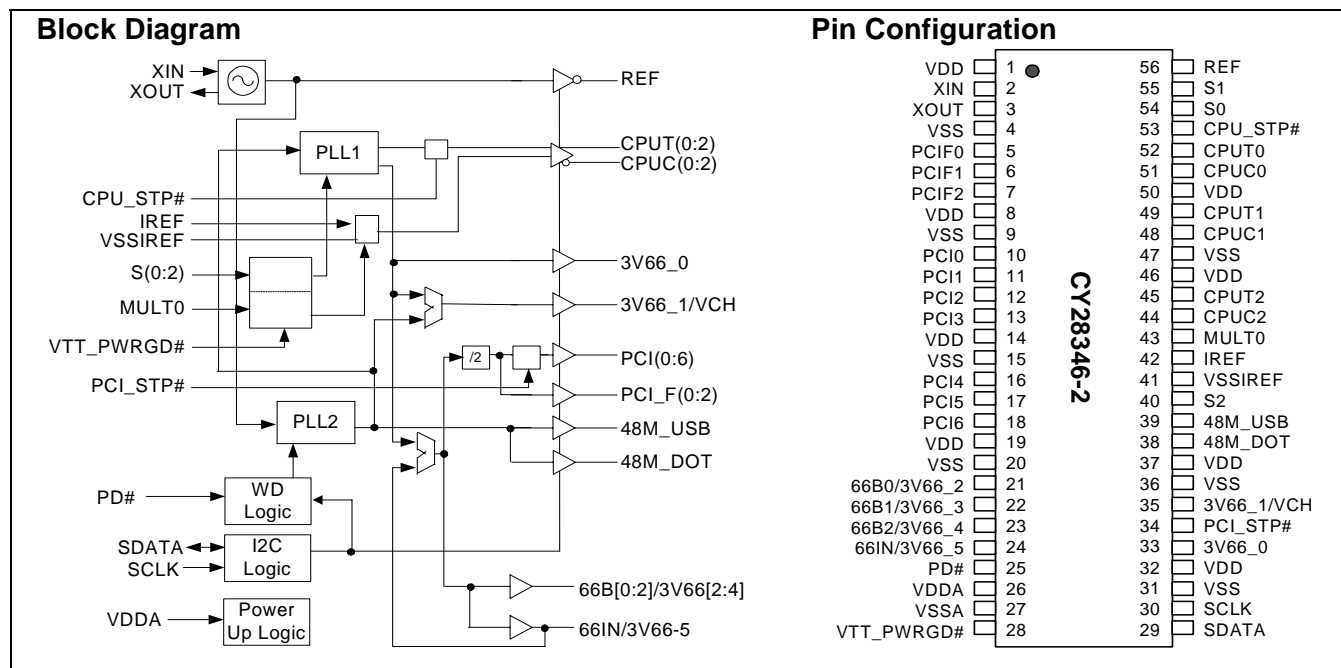 Block Diagram
XIN
XOUT
REF
PLL1
CPUT(0:2)
CPUC(0:2)
CPU_STP#
IREF
VSSIREF
3V66_0
S(0:2)
MULT0
3V66_1/VCH
VTT_PWRGD#
/2
PCI(0:6)
PCI_STP#
PCI_F(0:2)
PLL2
48M_USB
48M_DOT
PD#
WD
Logic
SDATA
SCLK
I2C
Logic
66B[0:2]/3V66[2:4]
VDDA
Power
Up Logic
66IN/3V66-5
Pin Configuration
CY28346-2
VDD 1 56 REF
XIN 2 55 S1
XOUT 3 54 S0
VSS 4 53 CPU_STP#
PCIF0 5 52 CPUT0
PCIF1 6 51 CPUC0
PCIF2 7 50 VDD
VDD 8 49 CPUT1
VSS 9 48 CPUC1
PCI0 10 47 VSS
PCI1 11 46 VDD
PCI2 12 45 CPUT2
PCI3 13 44 CPUC2
VDD 14 43 MULT0
VSS 15 42 IREF
PCI4 16 41 VSSIREF
PCI5 17 40 S2
PCI6 18 39 48M_USB
VDD 19 38 48M_DOT
VSS 20 37 VDD
66B0/3V66_2 21 36 VSS
66B1/3V66_3 22 35 3V66_1/VCH
66B2/3V66_4 23 34 PCI_STP#
66IN/3V66_5 24 33 3V66_0
PD# 25 32 VDD
VDDA 26 31 VSS
VSSA 27 30 SCLK
VTT_PWRGD# 28 29 SDATA